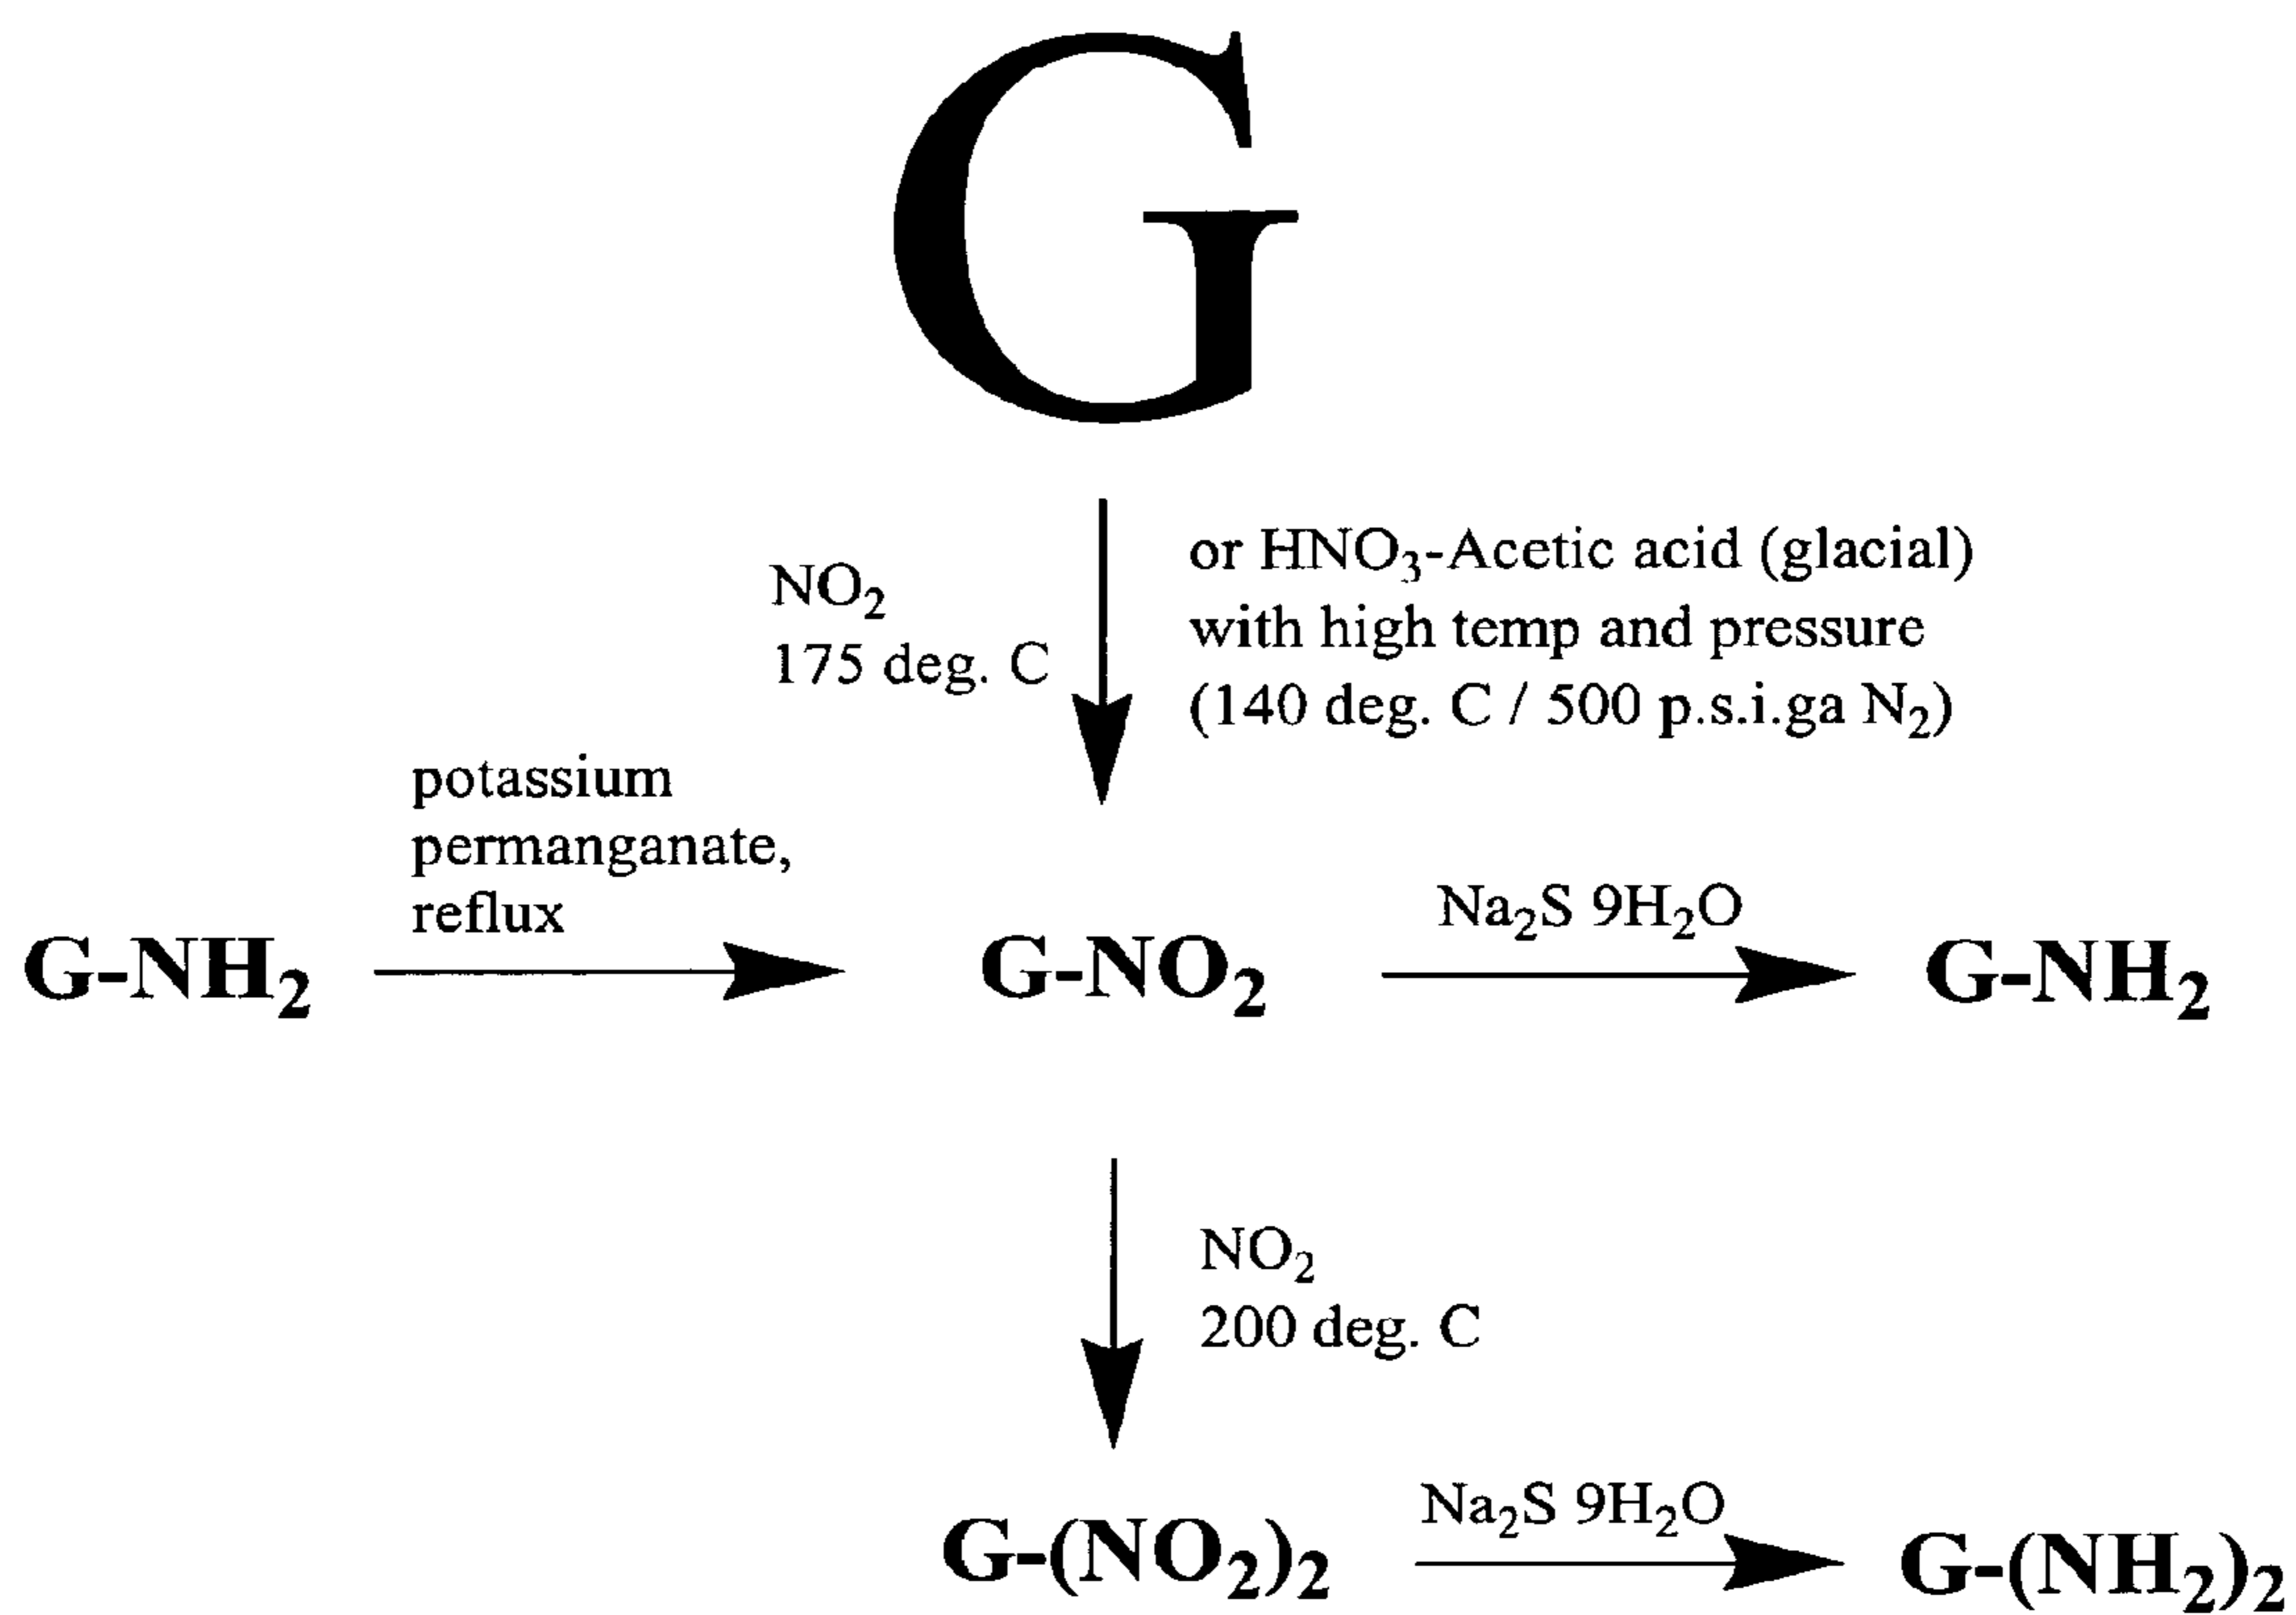 G
NO₂
175 deg. C
or HNO₃-Acetic acid (glacial)
with high temp and pressure
(140 deg. C / 500 p.s.i.ga N₂)
potassium
permanganate,
reflux
G-NH₂
G-NO₂
Na₂S 9H₂O
G-NH₂
NO₂
200 deg. C
G-(NO₂)₂
Na₂S 9H₂O
G-(NH₂)₂